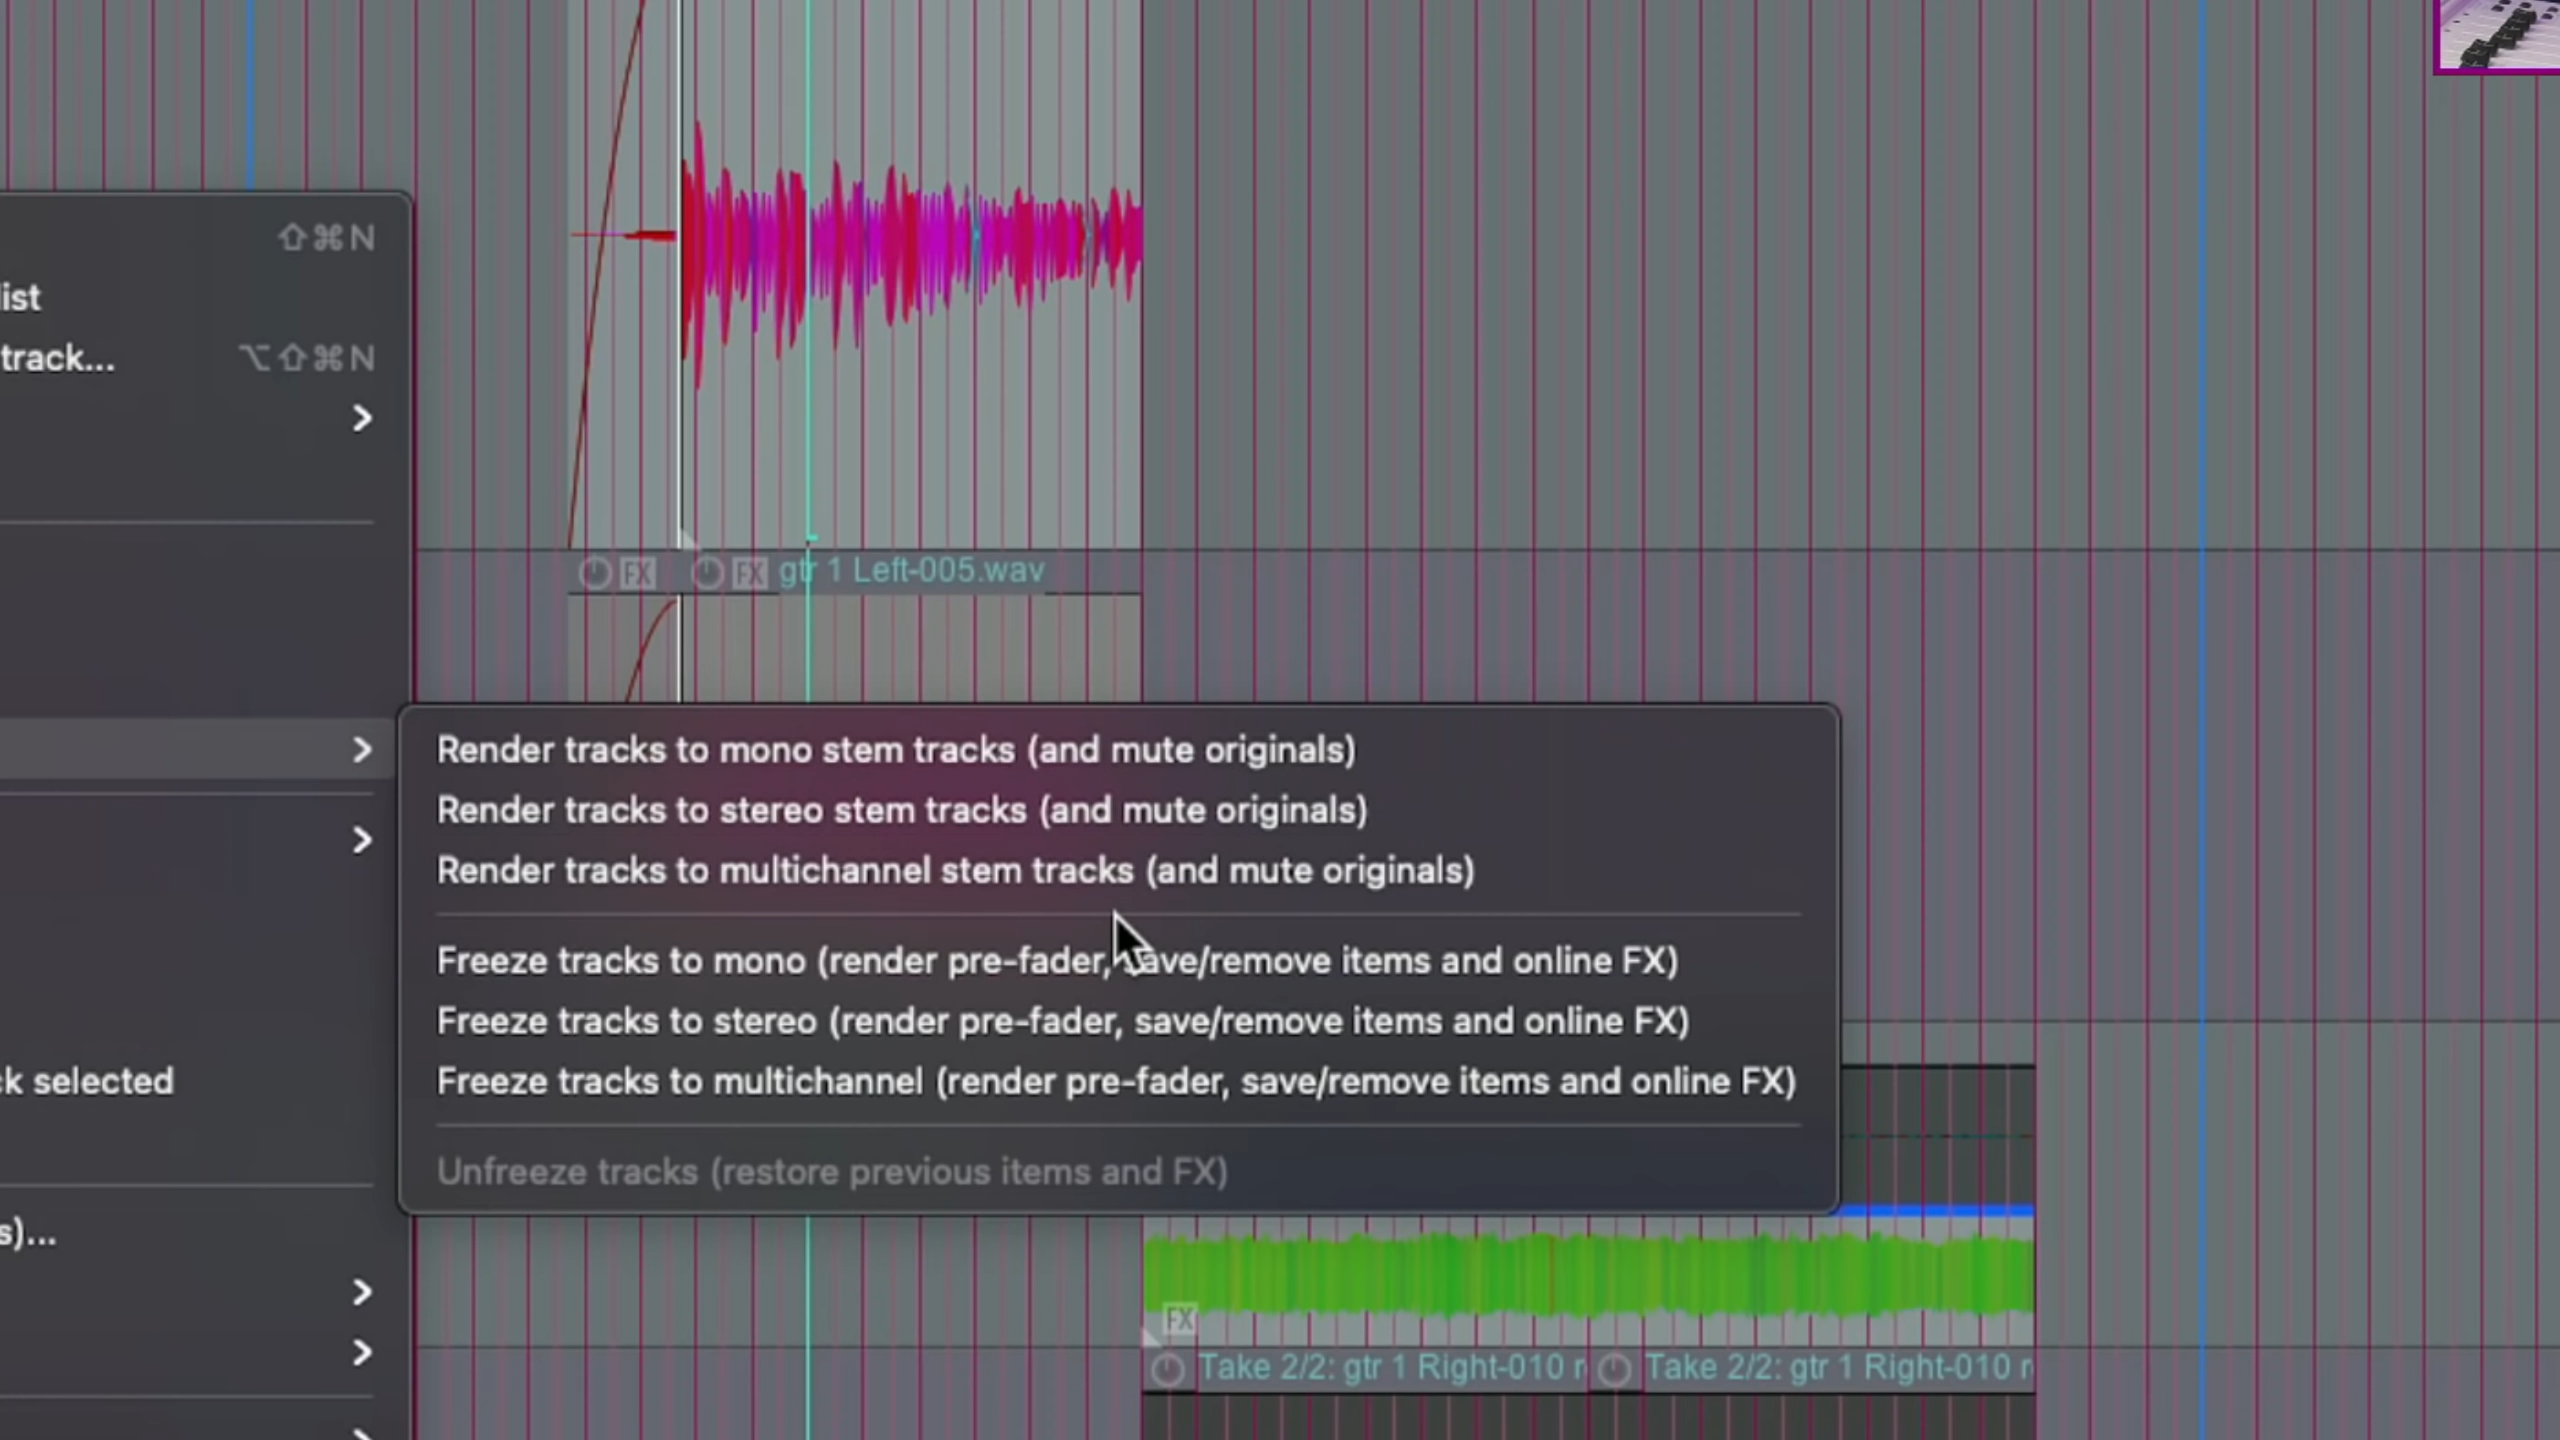 ⇧⌘N
list
track...
⌥⇧⌘N
FX
FX
gtr 1 Left-005.wav
Render tracks to mono stem tracks (and mute originals)
Render tracks to stereo stem tracks (and mute originals)
Render tracks to multichannel stem tracks (and mute originals)
Freeze tracks to mono (render pre-fader, save/remove items and online FX)
Freeze tracks to stereo (render pre-fader, save/remove items and online FX)
Freeze tracks to multichannel (render pre-fader, save/remove items and online FX)
Unfreeze tracks (restore previous items and FX)
ck selected
s)...
FX
Take 2/2: gtr 1 Right-010 r
Take 2/2: gtr 1 Right-010 r